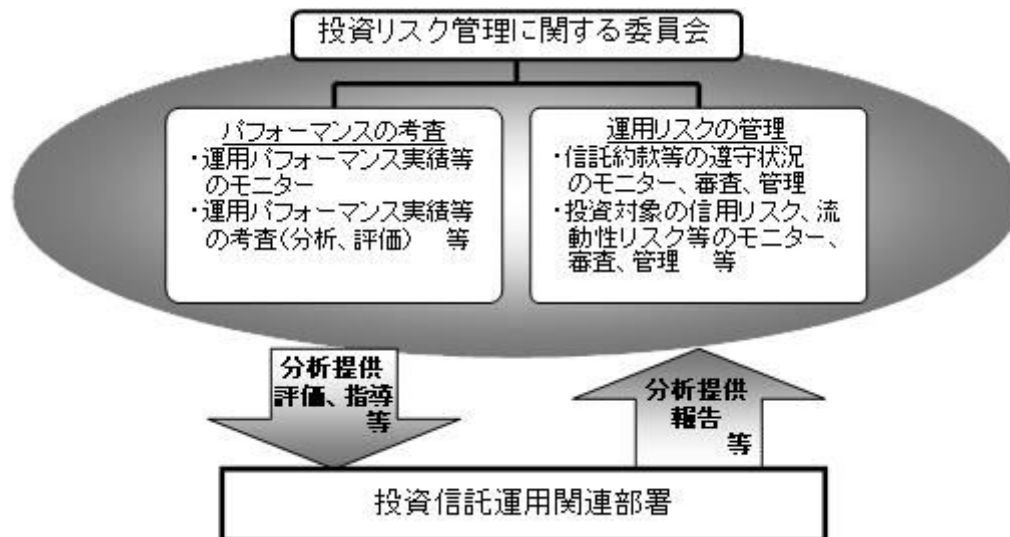 投資リスク管理に関する委員会
パフォーマンスの考査
・運用パフォーマンス実績等
のモニター
・運用パフォーマンス実績等
の考査(分析、評価)　等
運用リスクの管理
・信託約款等の遵守状況
のモニター、審査、管理
・投資対象の信用リスク、流
動性リスク等のモニター、
審査、管理　等
分析提供
評価、指導
等
分析提供
報告
等
投資信託運用関連部署